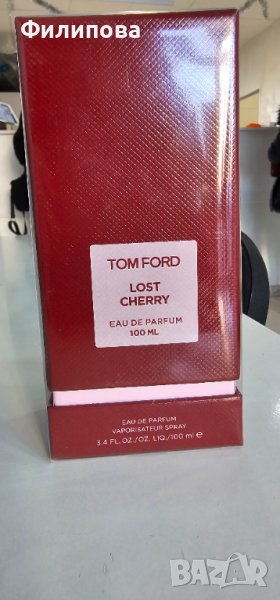 Филипова
TOM FORD
LOST
CHERRY
EAU DE PARFUM
100 ML
EAU DE PARFUM
VAPORISATEUR SPRAY
3.4 FL.OZ./OZ. LIQ./100 ml e
bazar